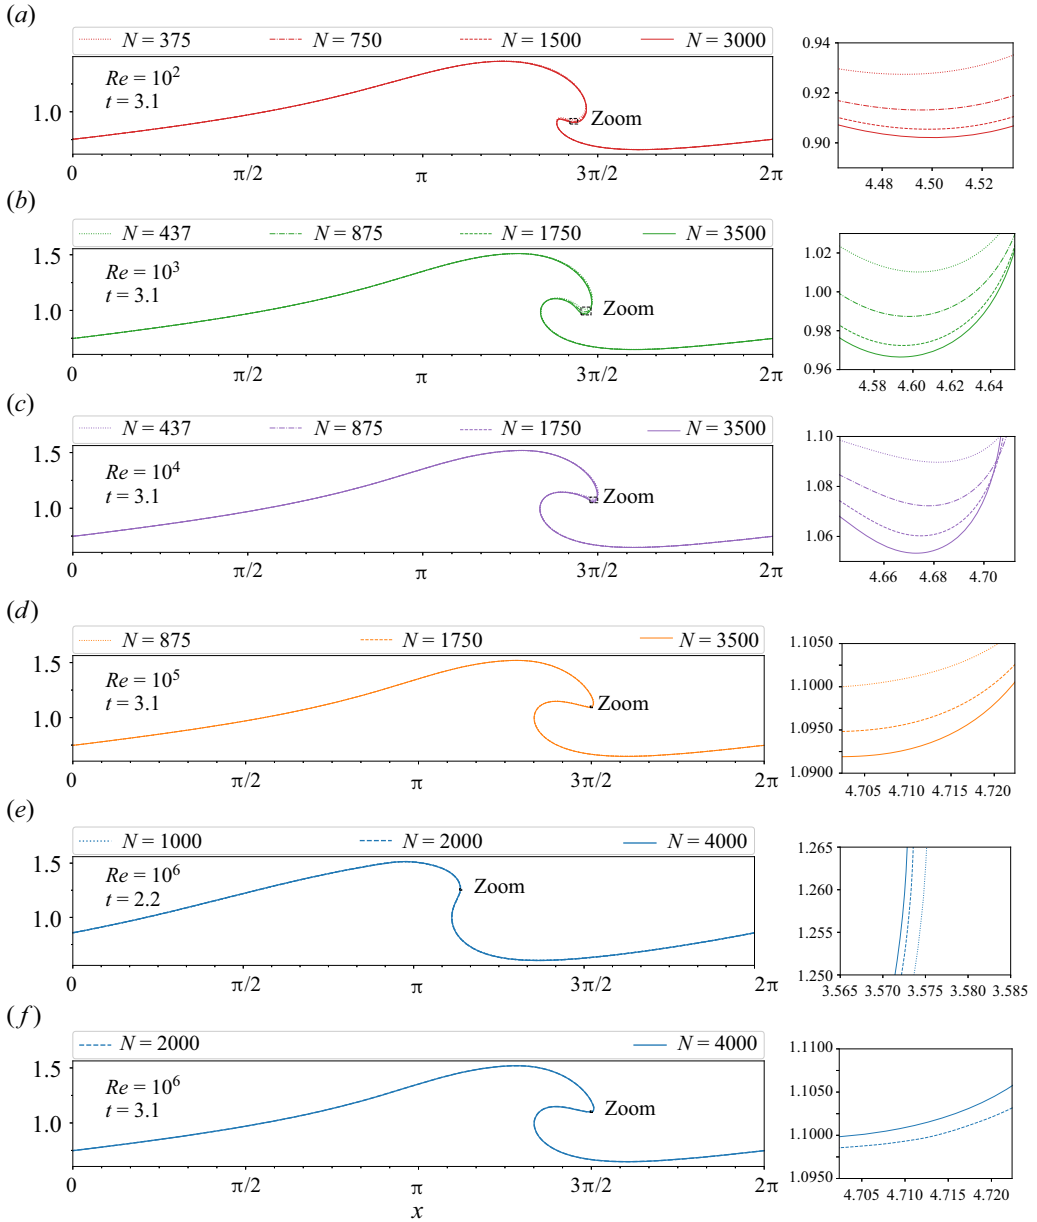 (a)
N = 375 N = 750 N = 1500 N = 3000
Re = 10² t = 3.1
1.0
Zoom
0 π/2 π 3π/2 2π
0.94
0.92
0.90
4.48 4.50 4.52
(b)
N = 437 N = 875 N = 1750 N = 3500
1.5
Re = 10³
t = 3.1
1.0
Zoom
0 π/2 π 3π/2 2π
1.02
1.00
0.98
0.96
4.58 4.60 4.62 4.64
(c)
N = 437 N = 875 N = 1750 N = 3500
1.5
Re = 10⁴
t = 3.1
1.0
Zoom
0 π/2 π 3π/2 2π
1.10
1.08
1.06
4.66 4.68 4.70
(d)
N = 875 N = 1750 N = 3500
1.5
Re = 10⁵
t = 3.1
1.0
Zoom
0 π/2 π 3π/2 2π
1.1050
1.1000
1.0950
1.0900
4.705 4.710 4.715 4.720
(e)
N = 1000 N = 2000 N = 4000
1.5
Re = 10⁶
t = 2.2
1.0
Zoom
0 π/2 π 3π/2 2π
1.265
1.260
1.255
1.250
3.565 3.570 3.575 3.580 3.585
(f)
N = 2000 N = 4000
1.5
Re = 10⁶
t = 3.1
1.0
Zoom
0 π/2 π 3π/2 2π
x
1.1100
1.1050
1.1000
1.0950
4.705 4.710 4.715 4.720